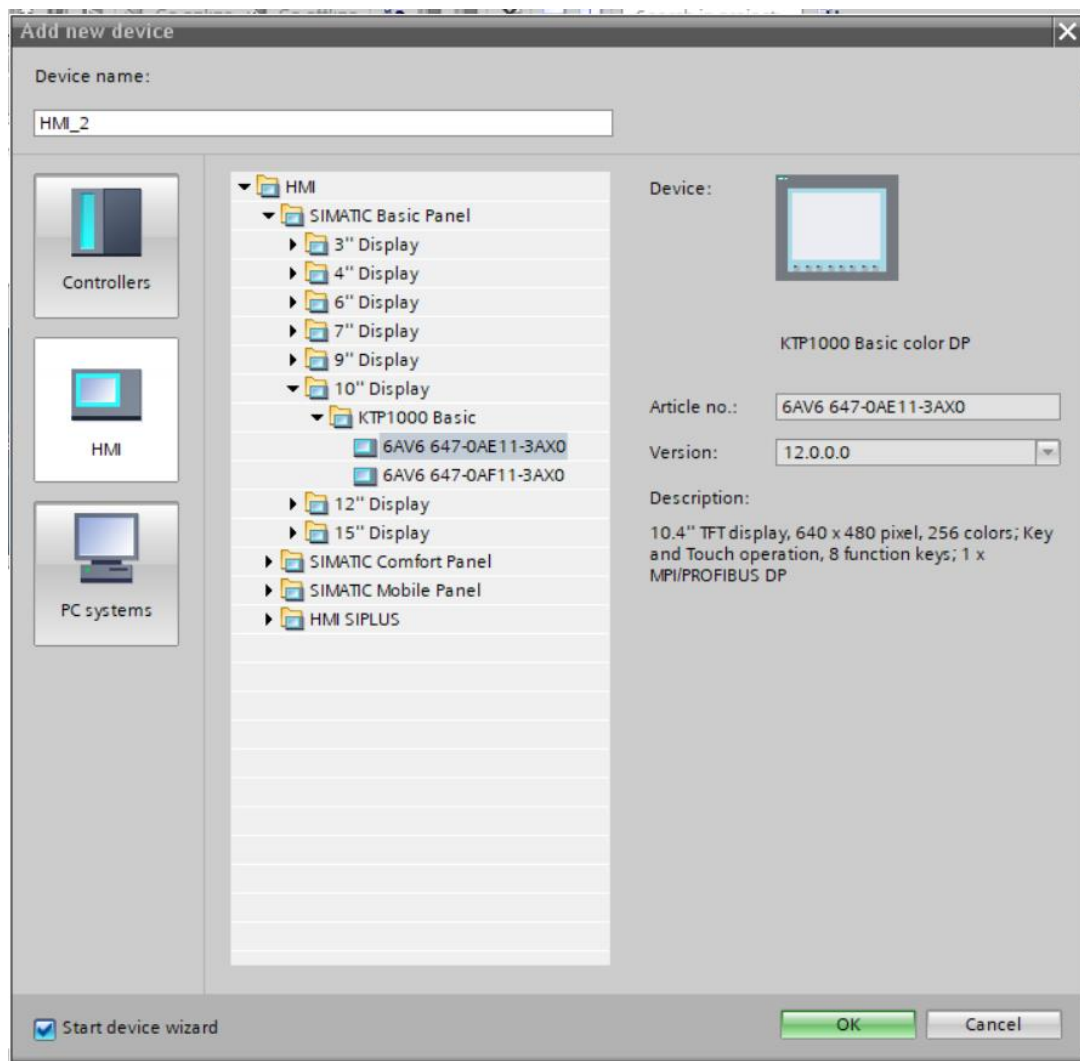 Add new device
Device name:
HMI_2
Controllers
HMI
PC systems
HMI
SIMATIC Basic Panel
3'' Display
4'' Display
6'' Display
7'' Display
9'' Display
10'' Display
KTP1000 Basic
6AV6 647-0AE11-3AX0
6AV6 647-0AF11-3AX0
12'' Display
15'' Display
SIMATIC Comfort Panel
SIMATIC Mobile Panel
HMI SIPLUS
Device:
KTP1000 Basic color DP
Article no.: 6AV6 647-0AE11-3AX0
Version: 12.0.0.0
Description:
10.4'' TFT display, 640 x 480 pixel, 256 colors; Key
and Touch operation, 8 function keys; 1 x
MPI/PROFIBUS DP
Start device wizard
OK Cancel